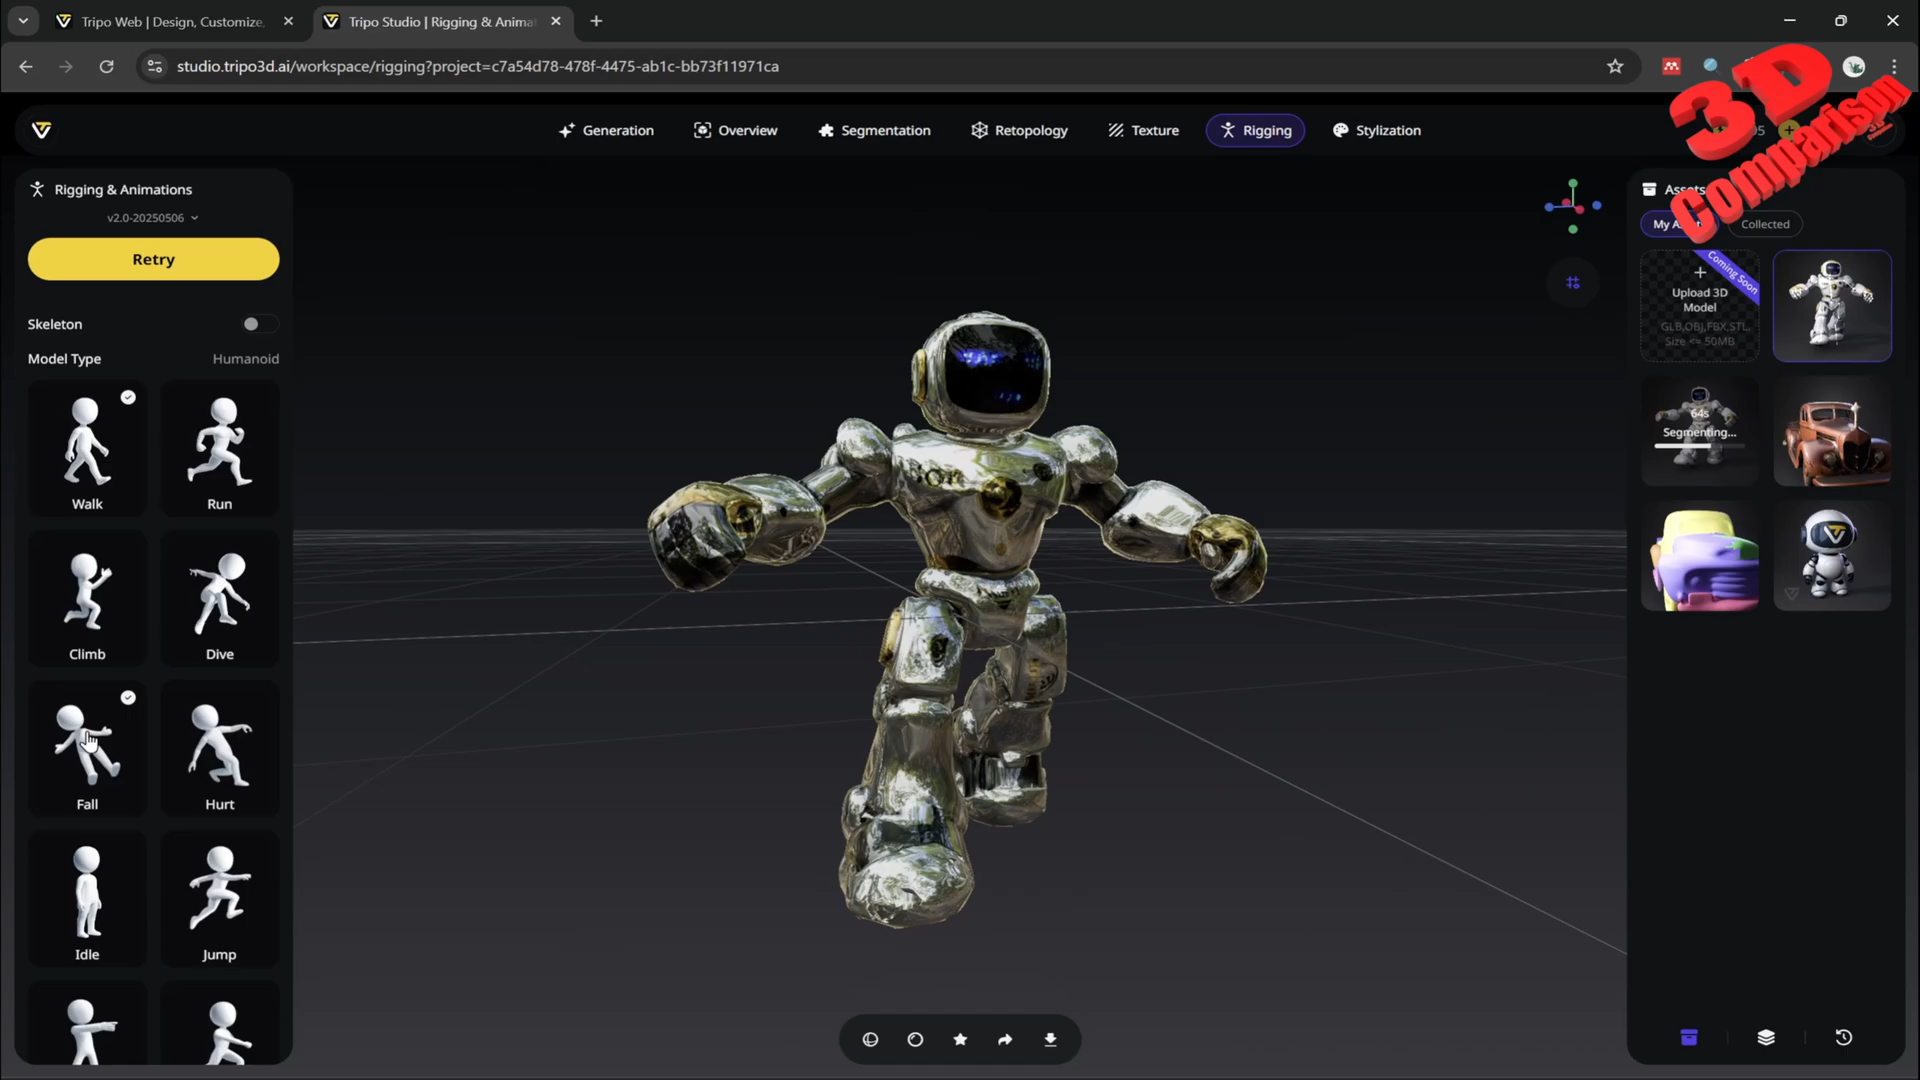 Tripo Web | Design, Customize,
Tripo Studio | Rigging & Anima
studio.tripo3d.ai/workspace/rigging?project=c7a54d78-478f-4475-ab1c-bb73f11971ca
3D
Comparison
Generation
Overview
Segmentation
Retopology
Texture
Rigging
Stylization
Rigging & Animations
v2.0-20250506
Retry
Skeleton
Model Type
Humanoid
Walk
Run
Climb
Dive
Fall
Hurt
Idle
Jump
Assets
Collected
Coming Soon
Upload 3D
Model
GLB,OBJ,FBX,STL,
Size <= 50MB
64s
Segmenting...